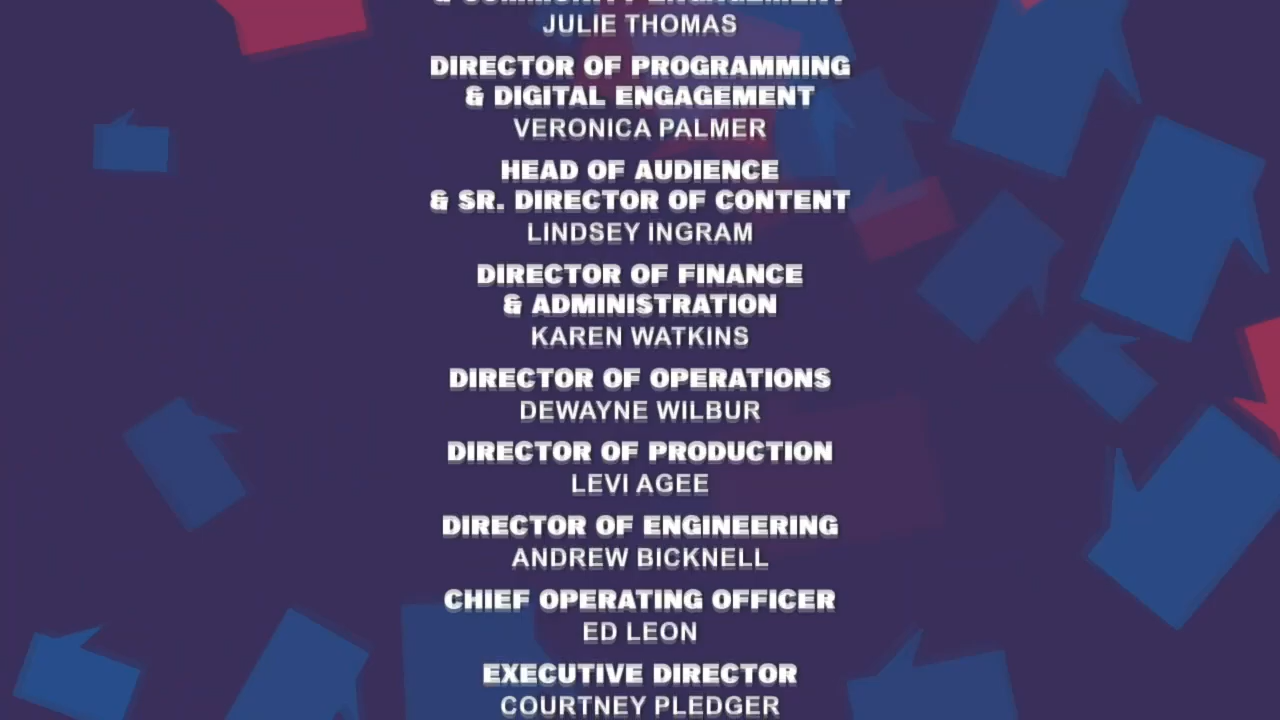 & COMMUNITY ENGAGEMENT
JULIE THOMAS
DIRECTOR OF PROGRAMMING
& DIGITAL ENGAGEMENT
VERONICA PALMER
HEAD OF AUDIENCE
& SR. DIRECTOR OF CONTENT
LINDSEY INGRAM
DIRECTOR OF FINANCE
& ADMINISTRATION
KAREN WATKINS
DIRECTOR OF OPERATIONS
DEWAYNE WILBUR
DIRECTOR OF PRODUCTION
LEVI AGEE
DIRECTOR OF ENGINEERING
ANDREW BICKNELL
CHIEF OPERATING OFFICER
ED LEON
EXECUTIVE DIRECTOR
COURTNEY PLEDGER